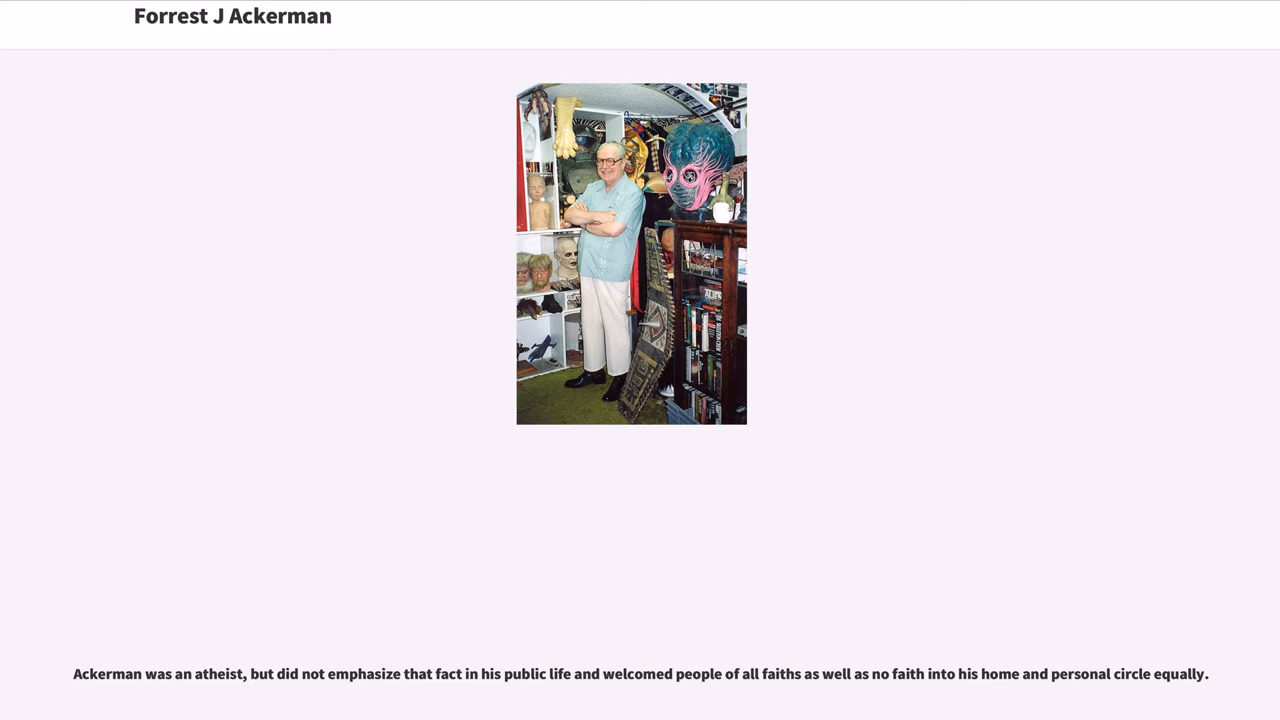 Forrest J Ackerman
Ackerman was an atheist, but did not emphasize that fact in his public life and welcomed people of all faiths as well as no faith into his home and personal circle equally.